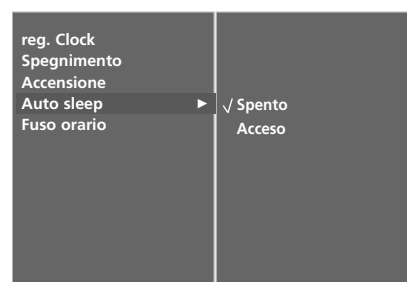 reg. Clock
Spegnimento
Accensione
Auto sleep ►
Fuso orario
√ Spento
Acceso